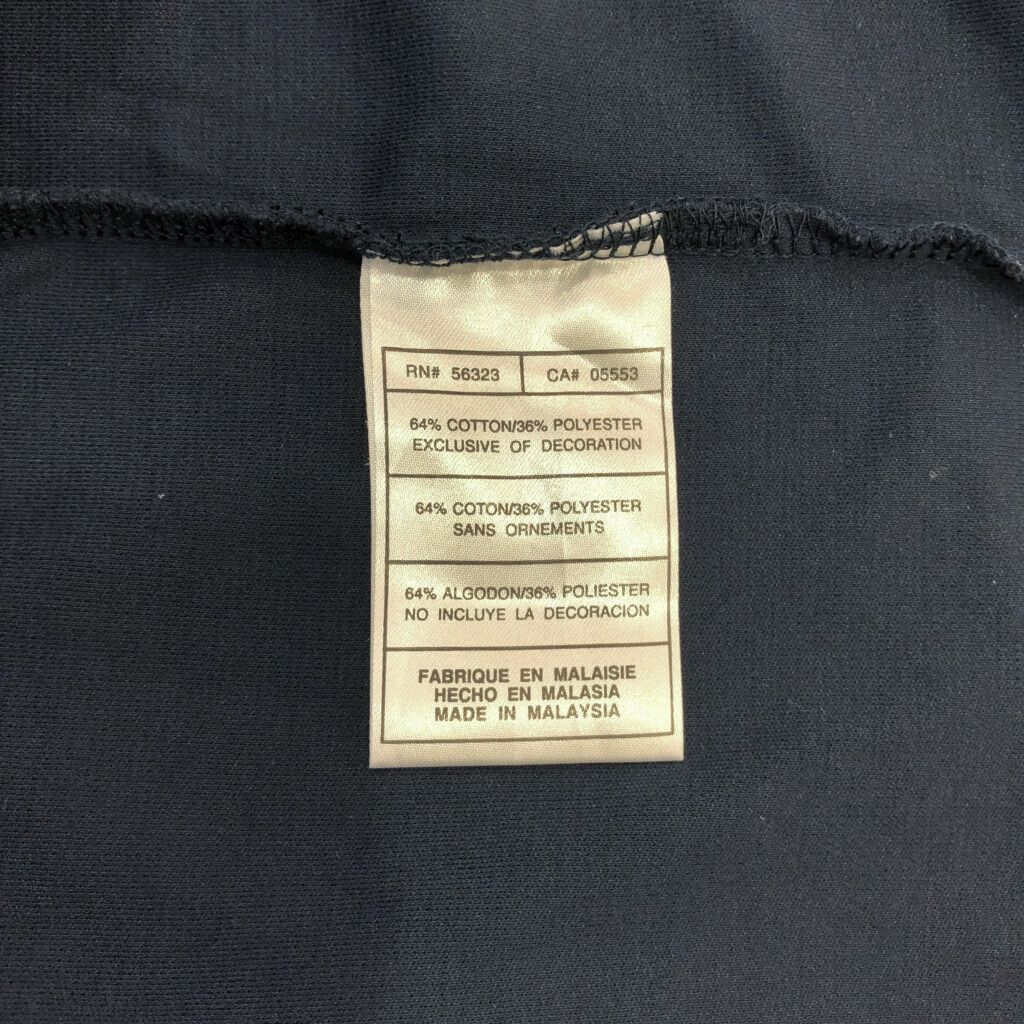 RN# 56323 CA# 05553
64% COTTON/36% POLYESTER
EXCLUSIVE OF DECORATION
64% COTON/36% POLYESTER
SANS ORNEMENTS
64% ALGODON/36% POLIESTER
NO INCLUYE LA DECORACION
FABRIQUE EN MALAISIE
HECHO EN MALASIA
MADE IN MALAYSIA